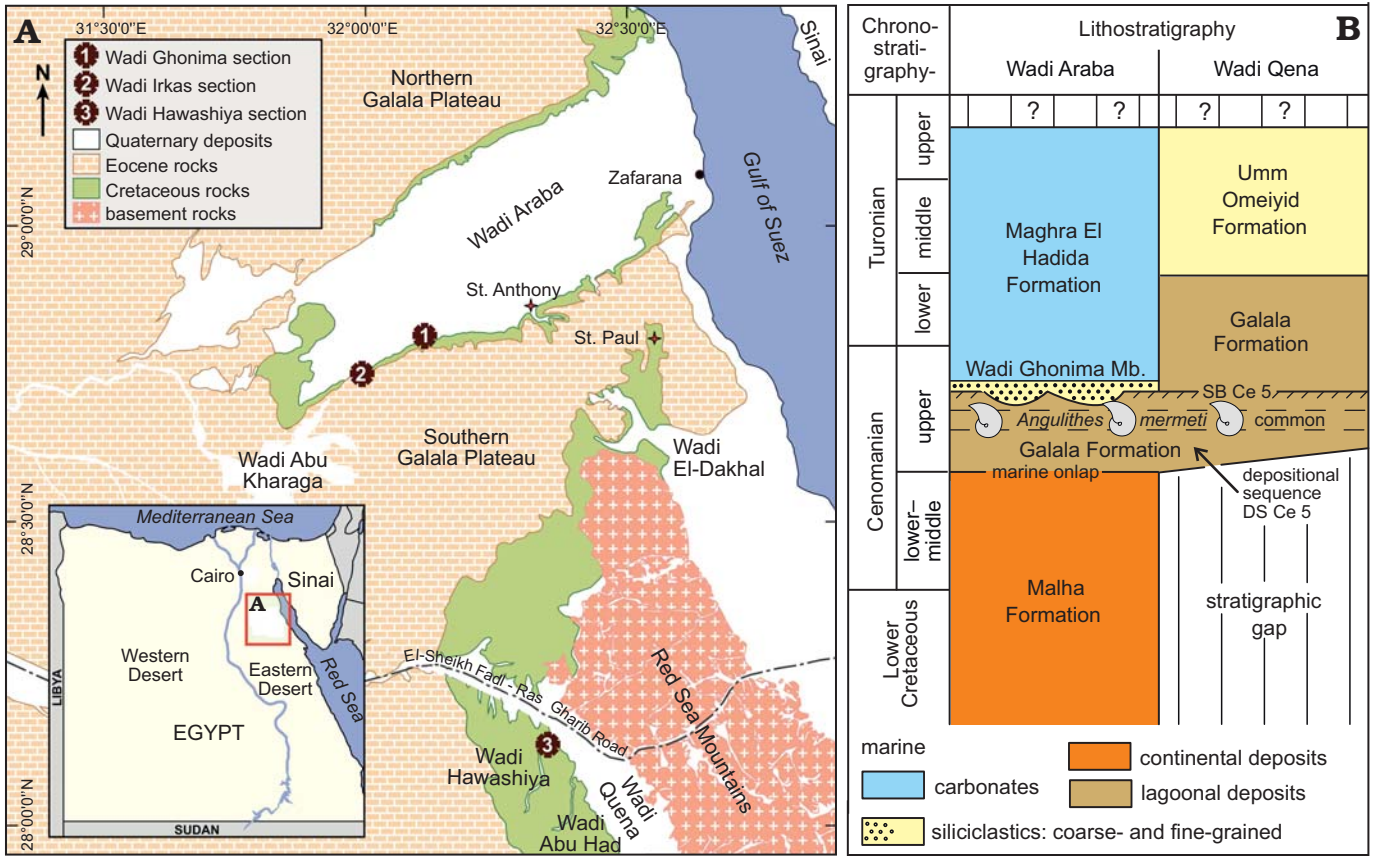 A
31°30'0"E
32°00'0"E
32°30'0"E
N
1 Wadi Ghonima section
2 Wadi Irkas section
3 Wadi Hawashiya section
Quaternary deposits
Eocene rocks
Cretaceous rocks
basement rocks
Northern
Galala Plateau
Sinai
Gulf of Suez
Zafarana
Wadi Araba
29°00'0"N
St. Anthony
St. Paul
1
2
Southern
Galala Plateau
Wadi
El-Dakhal
Wadi Abu
Kharaga
28°30'0"N
Mediterranean Sea
Cairo
Sinai
A
Western
Desert
Eastern
Desert
Red Sea
LIBYA
EGYPT
SUDAN
El-Sheikh Fadl - Ras Gharib Road
Red Sea Mountains
3
Wadi
Hawashiya
Wadi
Quena
Wadi
Abu Had
28°00'0"N
B
Chrono-
strati-
graphy-
Lithostratigraphy
Wadi Araba
Wadi Qena
? ? ? ?
Turonian
upper
middle
lower
Maghra El
Hadida
Formation
Umm
Omeiyid
Formation
Galala
Formation
Cenomanian
upper
lower–
middle
Wadi Ghonima Mb.
SB Ce 5
Angulithes mermeti common
Galala Formation
marine onlap
depositional
sequence
DS Ce 5
Lower
Cretaceous
Malha
Formation
stratigraphic
gap
marine
carbonates
continental deposits
lagoonal deposits
siliciclastics: coarse- and fine-grained